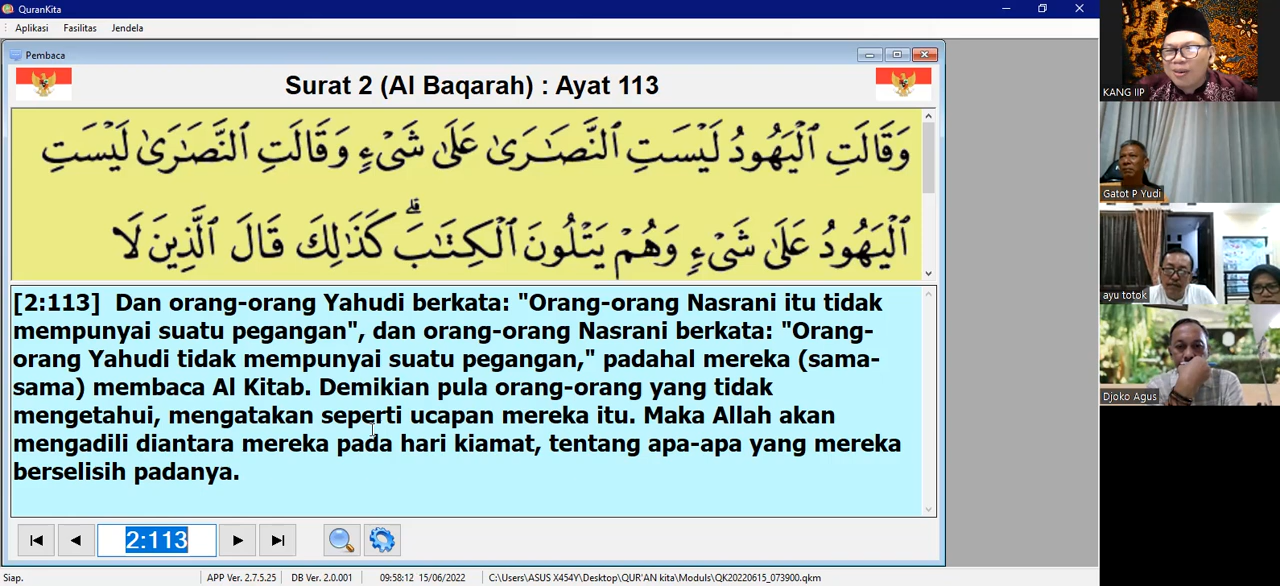 QuranKita
Aplikasi Fasilitas Jendela
Pembaca
Surat 2 (Al Baqarah) : Ayat 113
وَقَالَتِ ٱلْيَهُودُ لَيْسَتِ ٱلنَّصَـٰرَىٰ عَلَىٰ شَىْءٍ وَقَالَتِ ٱلنَّصَـٰرَىٰ لَيْسَتِ
ٱلْيَهُودُ عَلَىٰ شَىْءٍ وَهُمْ يَتْلُونَ ٱلْكِتَـٰبَ ۗ كَذَٰلِكَ قَالَ ٱلَّذِينَ لَا
[2:113] Dan orang-orang Yahudi berkata: "Orang-orang Nasrani itu tidak
mempunyai suatu pegangan", dan orang-orang Nasrani berkata: "Orang-
orang Yahudi tidak mempunyai suatu pegangan," padahal mereka (sama-
sama) membaca Al Kitab. Demikian pula orang-orang yang tidak
mengetahui, mengatakan seperti ucapan mereka itu. Maka Allah akan
mengadili diantara mereka pada hari kiamat, tentang apa-apa yang mereka
berselisih padanya.
2:113
Siap. APP Ver. 2.7.5.25 DB Ver. 2.0.001 09:58:12 15/06/2022 C:\Users\ASUS X454Y\Desktop\QUR'AN kita\Moduls\QK20220615_073900.qkm
KANG IIP
Gatot P Yudi
ayu totok
Djoko Agus